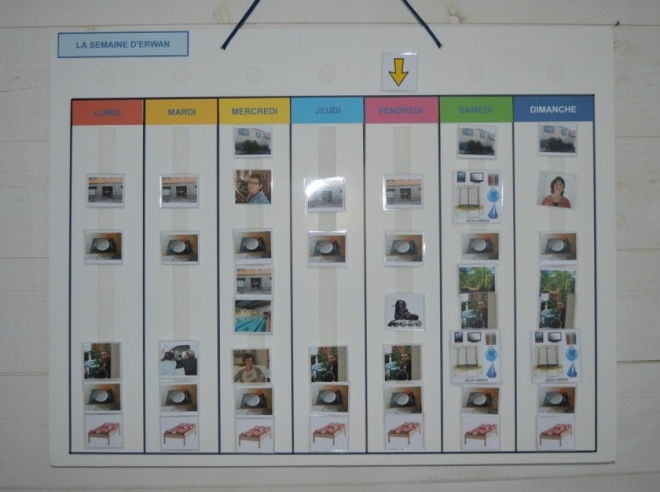 LA SEMAINE D'ERWAN
LUNDI MARDI MERCREDI JEUDI VENDREDI SAMEDI DIMANCHE